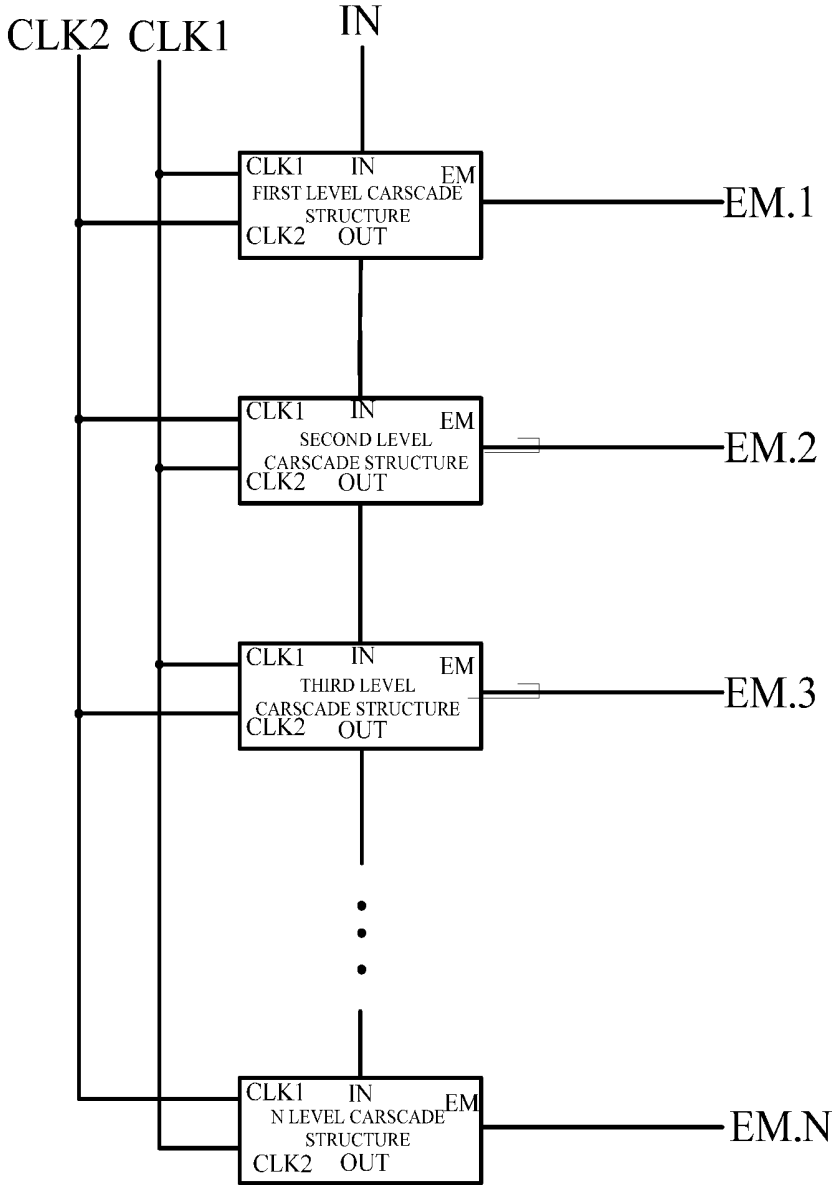 CLK2 CLK1 IN
CLK1 IN EM
FIRST LEVEL CARSCADE
STRUCTURE
CLK2 OUT
EM.1
CLK1 IN EM
SECOND LEVEL
CARSCADE STRUCTURE
CLK2 OUT
EM.2
CLK1 IN EM
THIRD LEVEL
CARSCADE STRUCTURE
CLK2 OUT
EM.3
CLK1 IN EM
N LEVEL CARSCADE
STRUCTURE
CLK2 OUT
EM.N